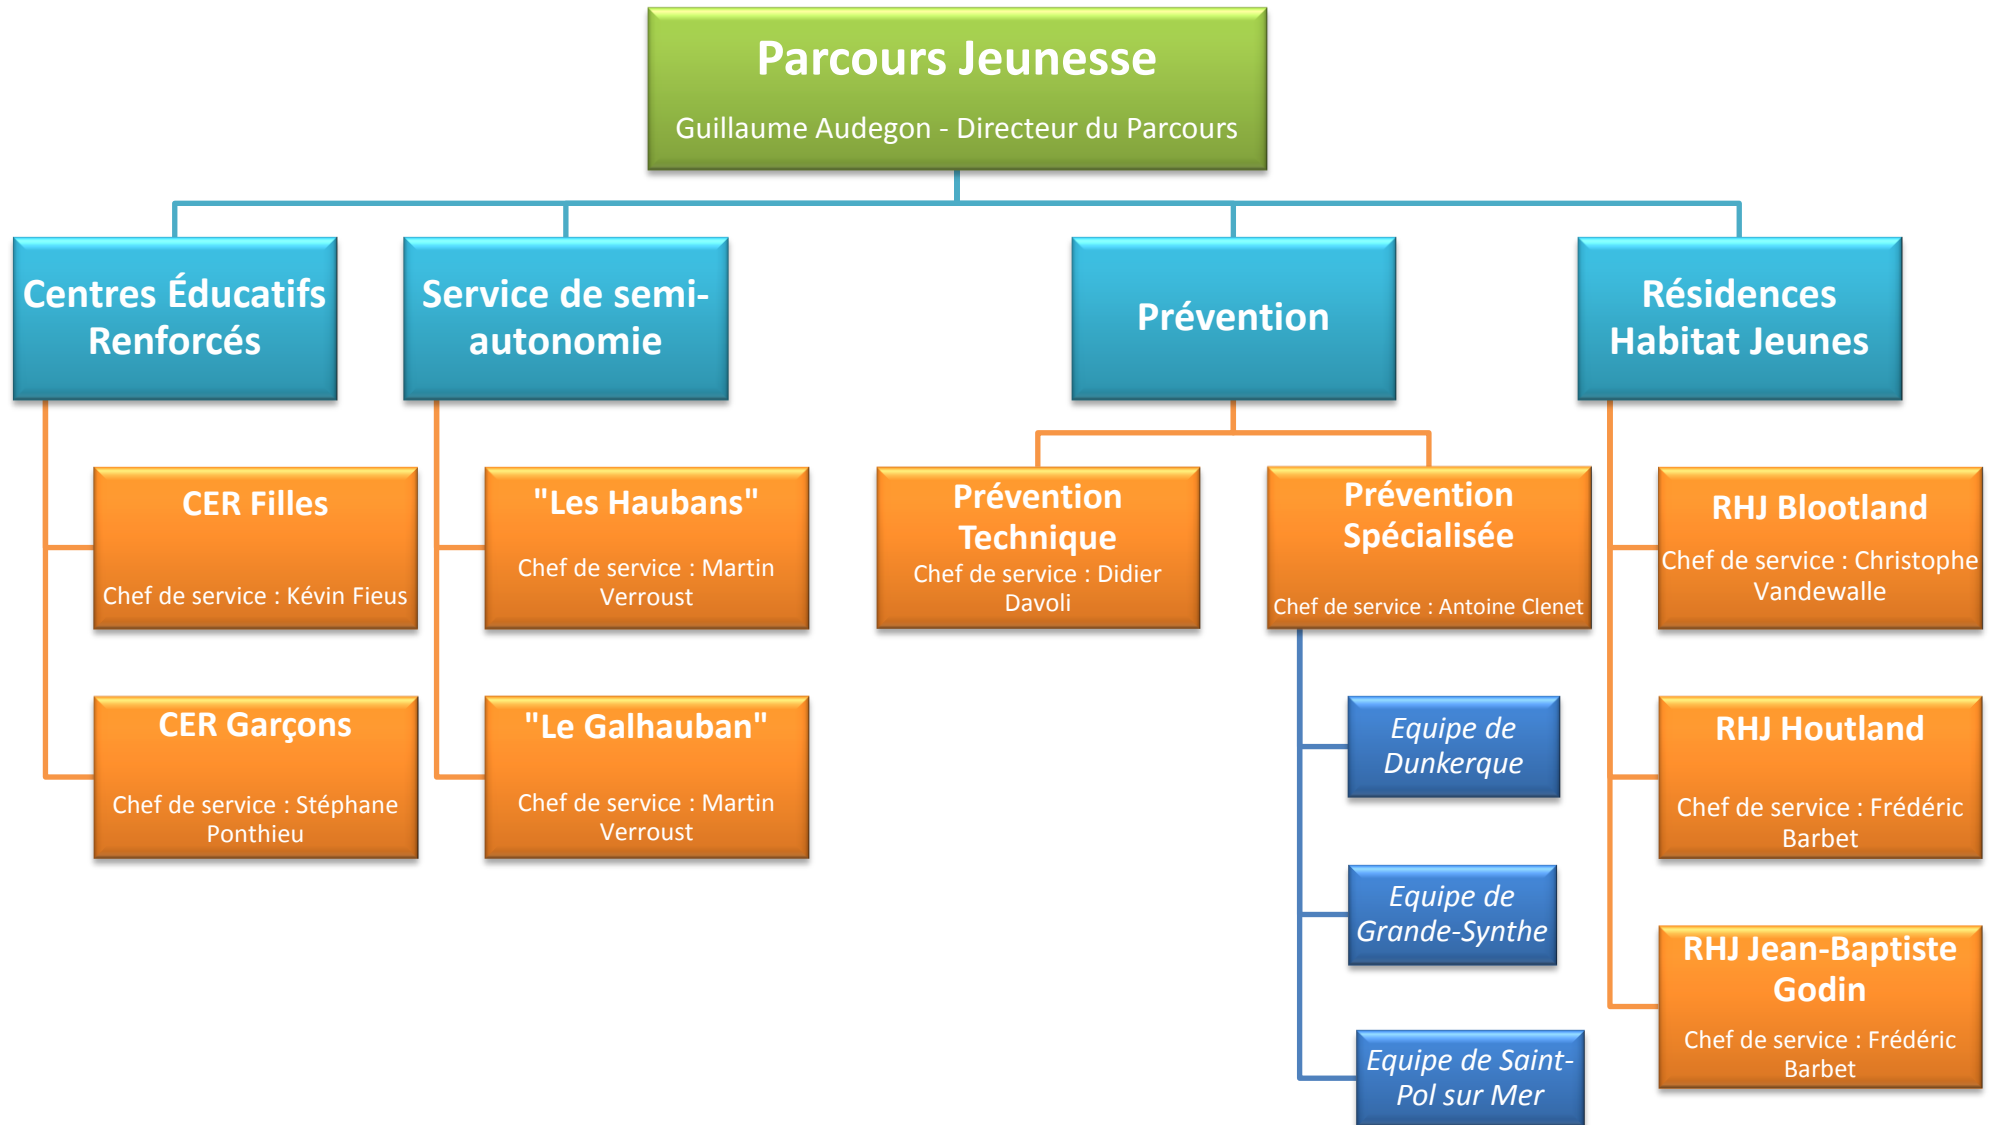 Parcours Jeunesse
Guillaume Audegon - Directeur du Parcours
Centres Éducatifs
Renforcés
Service de semi-
autonomie
Prévention
Résidences
Habitat Jeunes
CER Filles
Chef de service : Kévin Fieus
CER Garçons
Chef de service : Stéphane
Ponthieu
"Les Haubans"
Chef de service : Martin
Verroust
"Le Galhauban"
Chef de service : Martin
Verroust
Prévention
Technique
Chef de service : Didier
Davoli
Prévention
Spécialisée
Chef de service : Antoine Clenet
Equipe de
Dunkerque
Equipe de
Grande-Synthe
Equipe de Saint-
Pol sur Mer
RHJ Blootland
Chef de service : Christophe
Vandewalle
RHJ Houtland
Chef de service : Frédéric
Barbet
RHJ Jean-Baptiste
Godin
Chef de service : Frédéric
Barbet